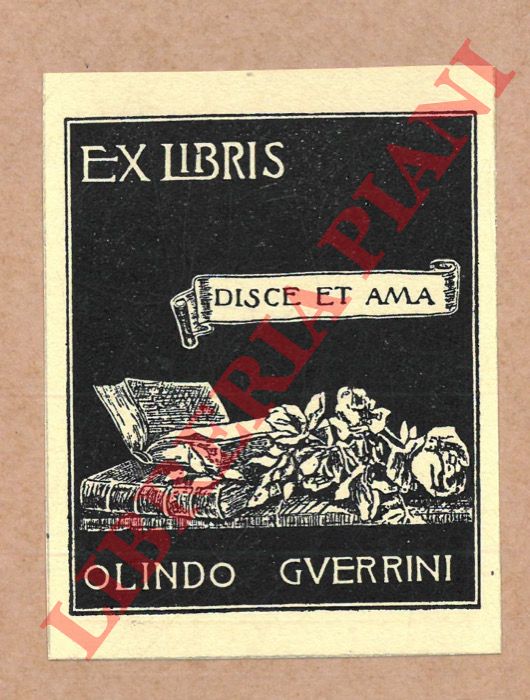 EX LIBRIS
DISCE ET AMA
OLINDO GVERRINI
LIBRERIA PIANI